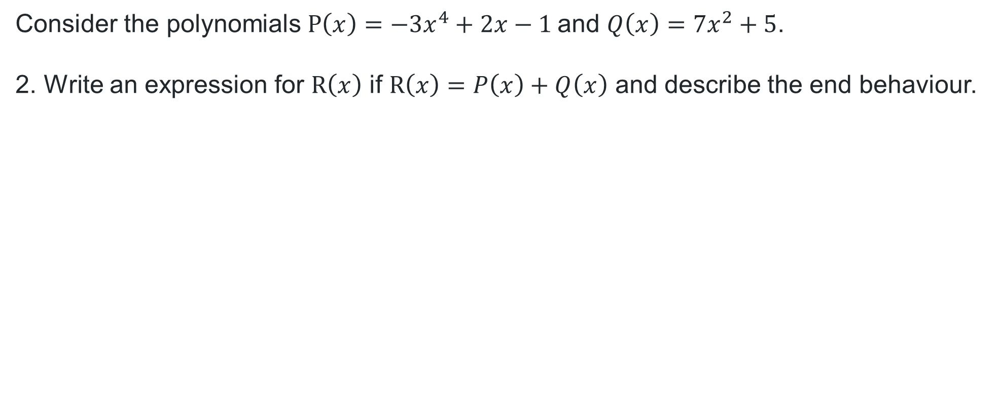 Consider the polynomials P(x) = −3x⁴ + 2x − 1 and Q(x) = 7x² + 5.
2. Write an expression for R(x) if R(x) = P(x) + Q(x) and describe the end behaviour.